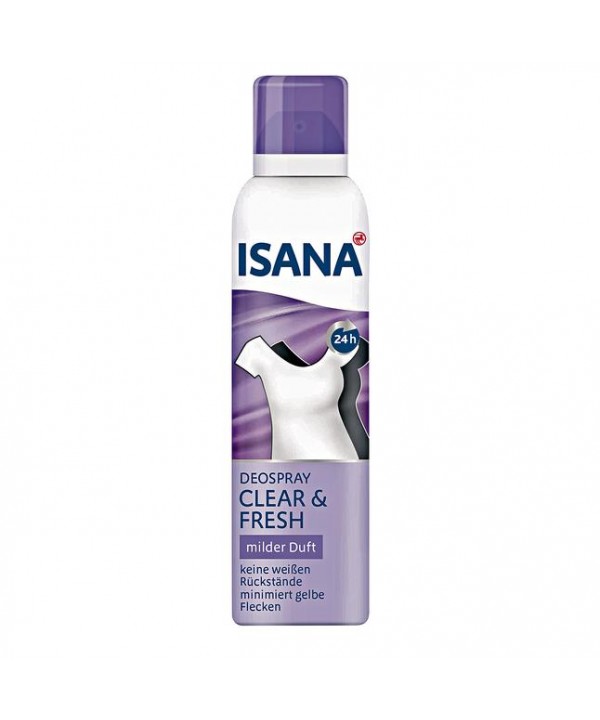 ISANA
24h
DEOSPRAY
CLEAR &
FRESH
milder Duft
keine weißen
Rückstände
minimiert gelbe
Flecken